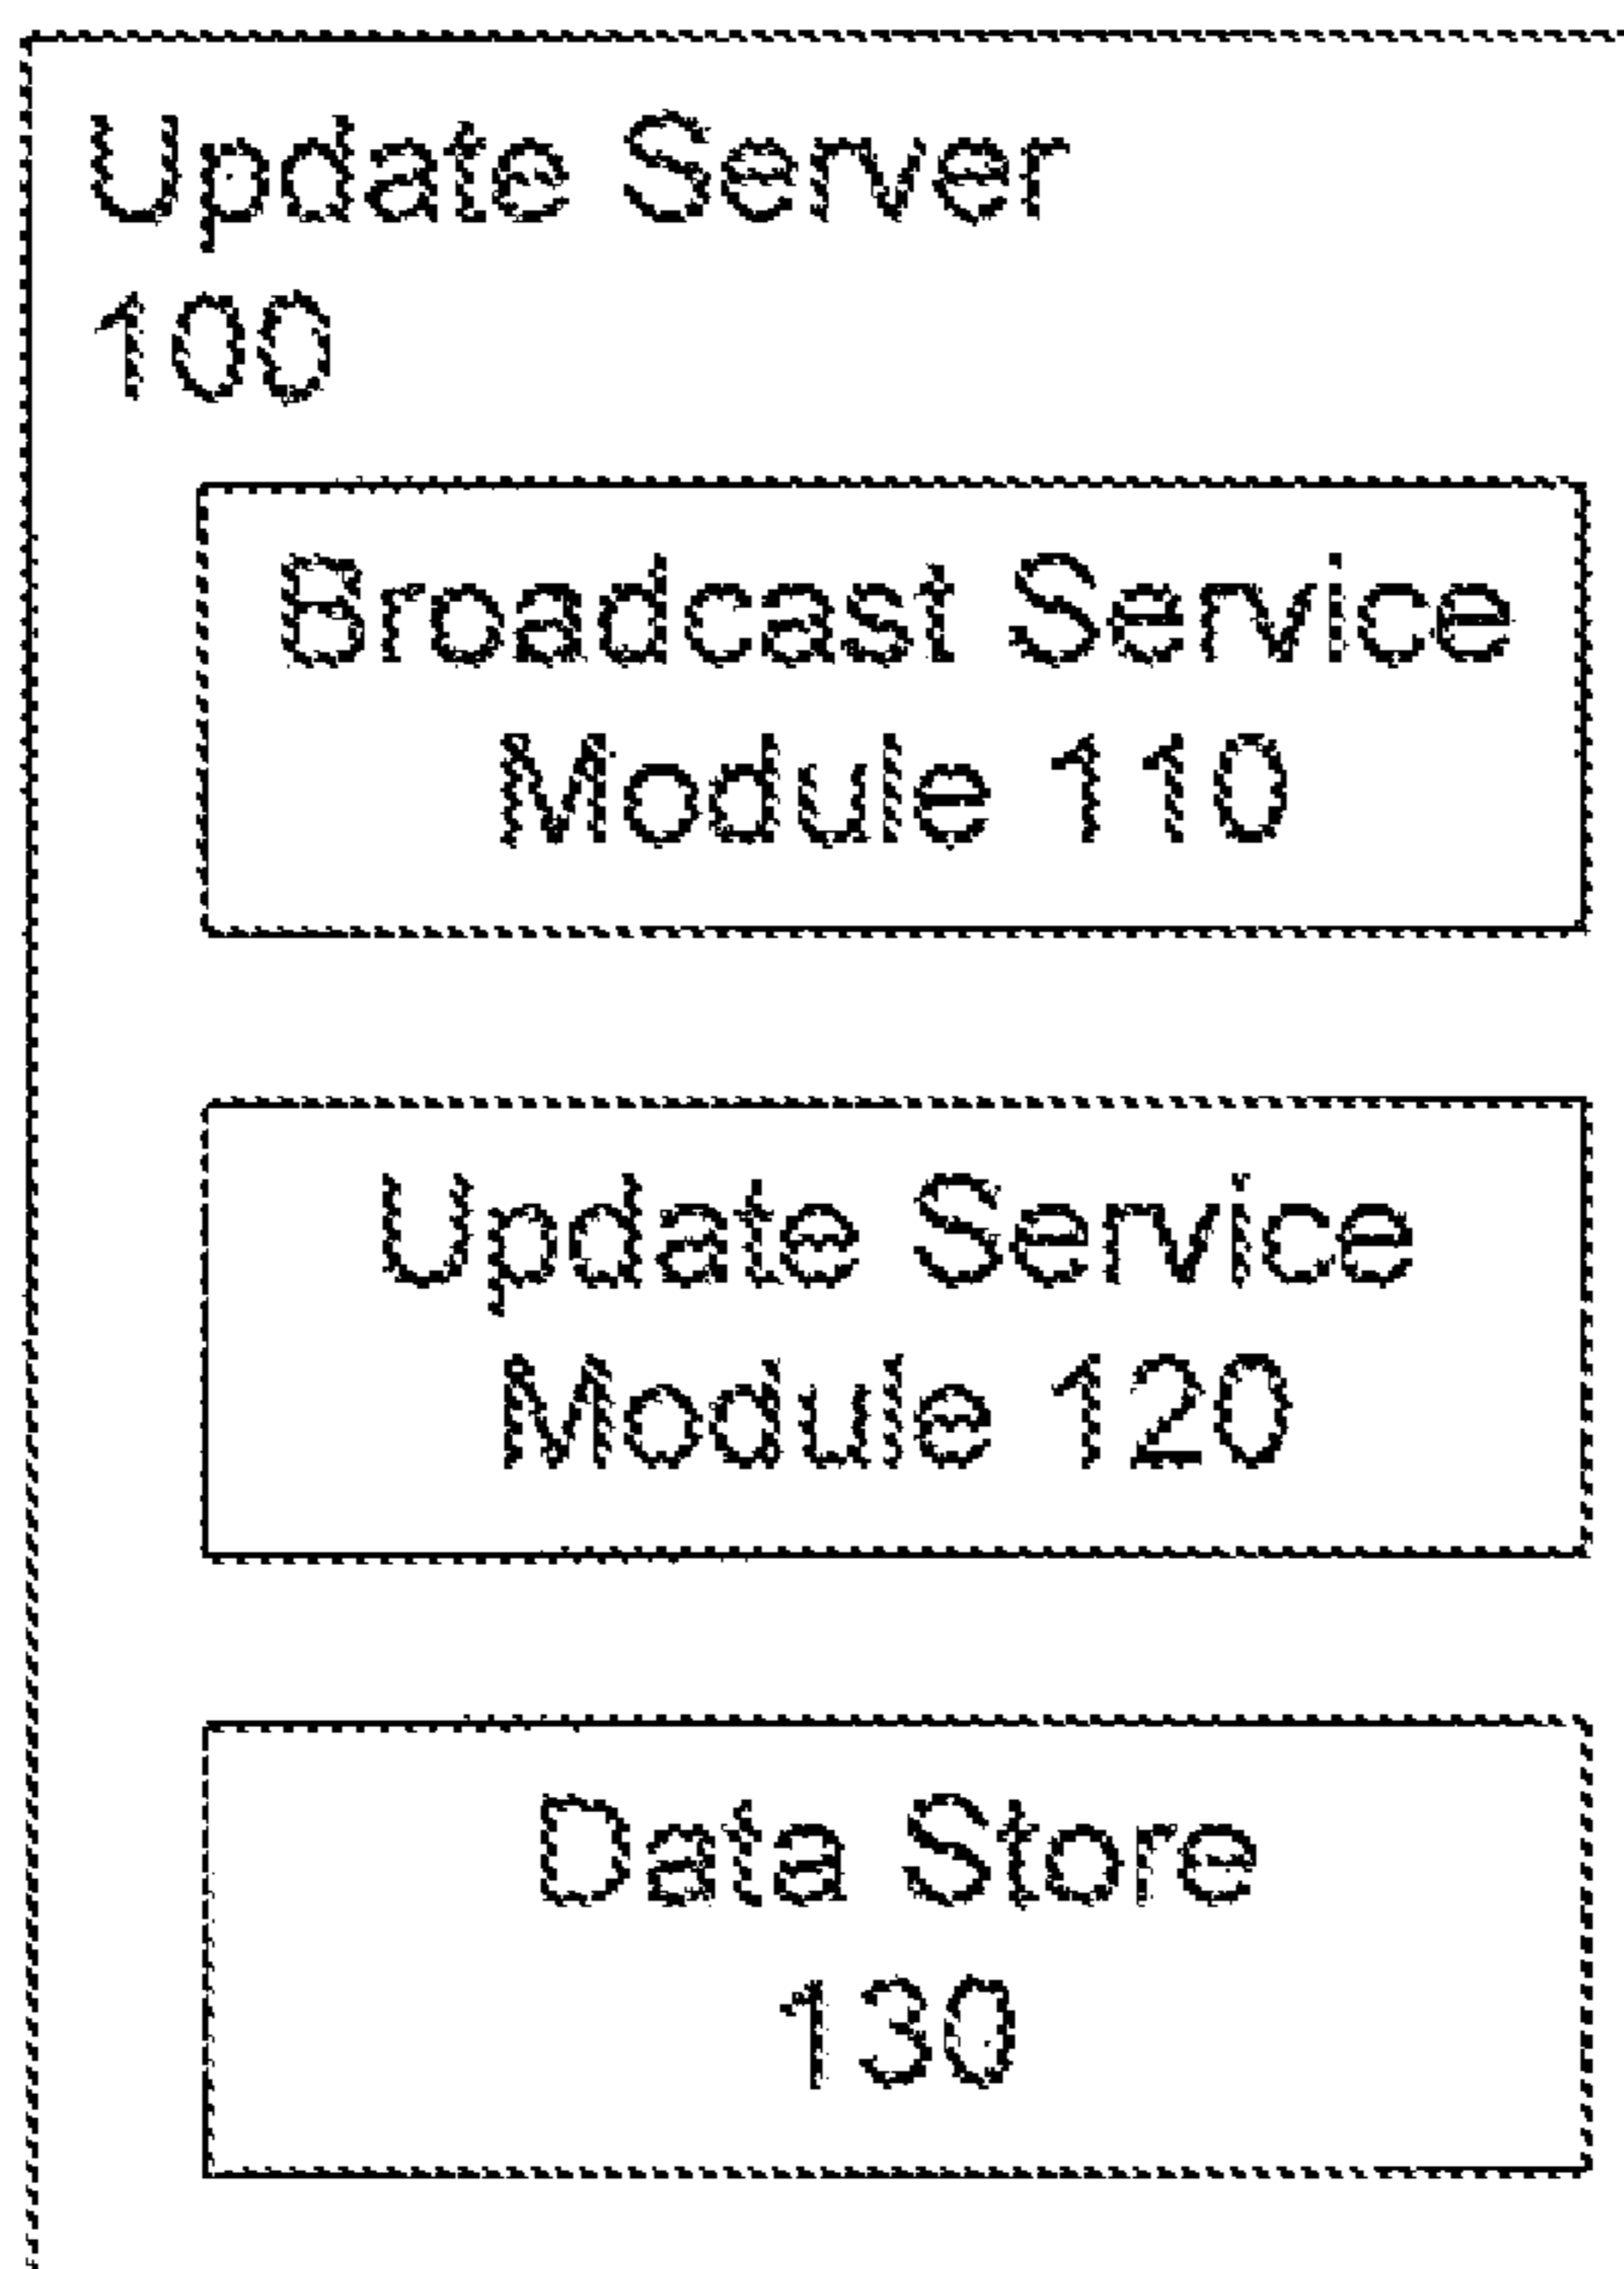 Update Server
100
Broadcast Service
Module 110
Update Service
Module 120
Data Store
130